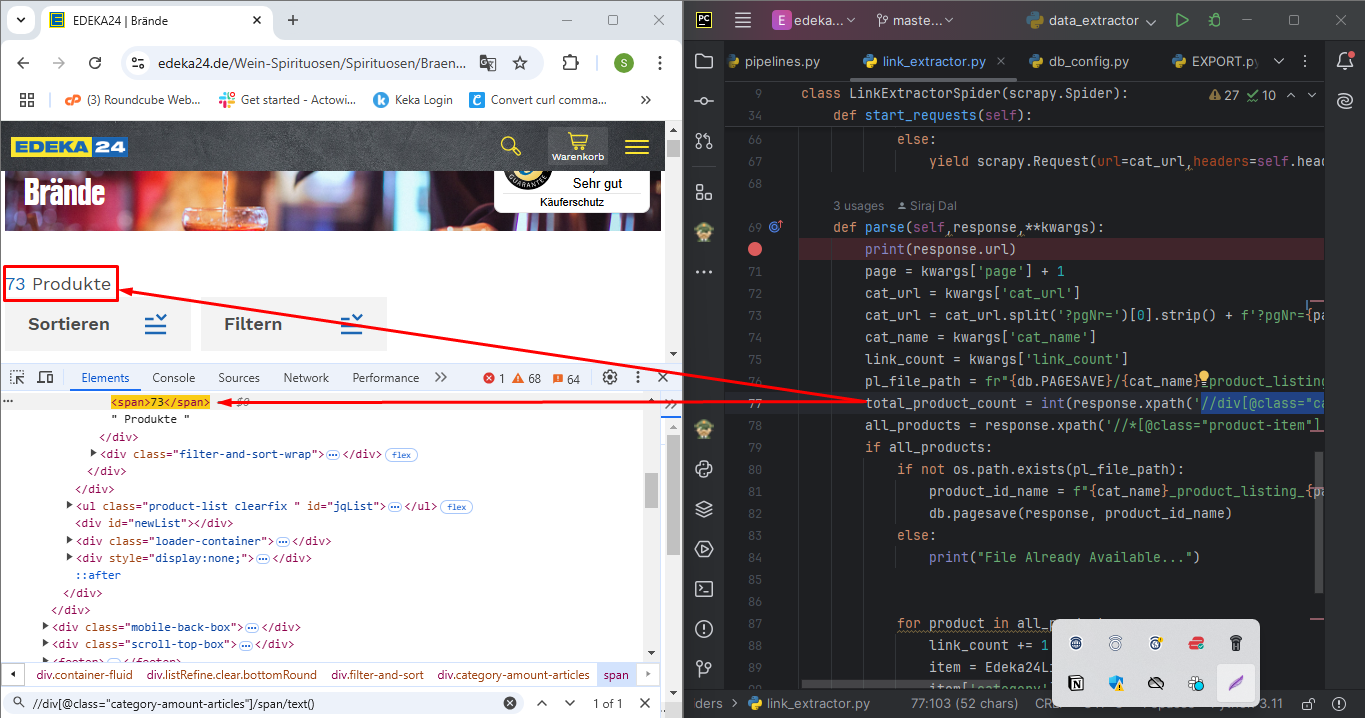 EDEKA24 | Brände
edeka24.de/Wein-Spirituosen/Spirituosen/Braen...
S
(3) Roundcube Web...
Get started - Actowi...
Keka Login
Convert curl comma...
EDEKA 24
Warenkorb
Brände
GUARANTEE
Sehr gut
Käuferschutz
73 Produkte
Sortieren
Filtern
Elements
Console
Sources
Network
Performance
1
68
64
<span>73</span> == $0
" Produkte "
</div>
<div class="filter-and-sort-wrap"> </div> flex
</div>
</div>
<ul class="product-list clearfix " id="jqList"> </ul> flex
<div id="newList"></div>
<div class="loader-container"> </div>
<div style="display:none;"> </div>
::after
</div>
</div>
<div class="mobile-back-box"> </div>
<div class="scroll-top-box"> </div>
<footer> </footer>
div.container-fluid
div.listRefine.clear.bottomRound
div.filter-and-sort
div.category-amount-articles
span
//div[@class="category-amount-articles"]/span/text()
1 of 1
PC
E
edeka...
maste...
data_extractor
pipelines.py
link_extractor.py
db_config.py
EXPORT.py
27
10
9 class LinkExtractorSpider(scrapy.Spider):
34 def start_requests(self):
66 else:
67 yield scrapy.Request(url=cat_url,headers=self.head
68
3 usages
Siraj Dal
69 def parse(self,response,**kwargs):
print(response.url)
71 page = kwargs['page'] + 1
72 cat_url = kwargs['cat_url']
73 cat_url = cat_url.split('?pgNr=')[0].strip() + f'?pgNr={pa
74 cat_name = kwargs['cat_name']
75 link_count = kwargs['link_count']
76 pl_file_path = fr"{db.PAGESAVE}/{cat_name}_product_listing
77 total_product_count = int(response.xpath('//div[@class="ca
78 all_products = response.xpath('//*[@class="product-item"]
79 if all_products:
80 if not os.path.exists(pl_file_path):
81 product_id_name = f"{cat_name}_product_listing_{pa
82 db.pagesave(response, product_id_name)
83 else:
84 print("File Already Available...")
85
86
87 for product in all_
88 link_count += 1
89 item = Edeka24Li
item['category']
ders
link_extractor.py
77:103 (52 chars)
3.11